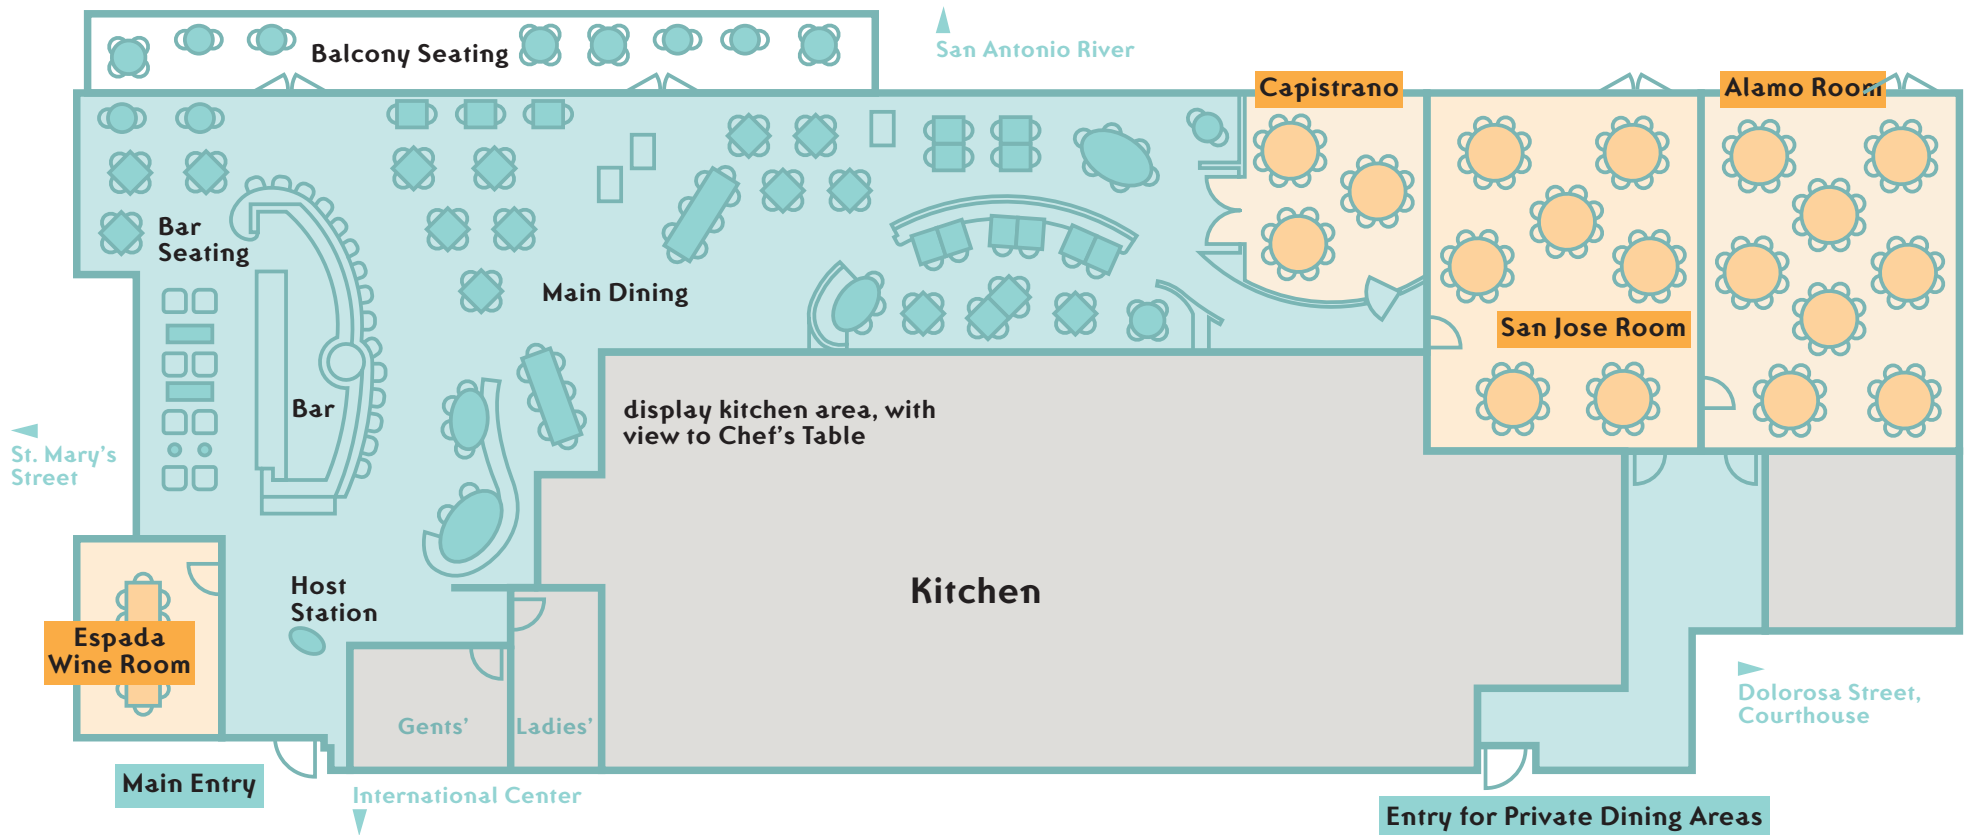 San Antonio River
Balcony Seating
Capistrano
Alamo Room
Bar
Seating
Main Dining
San Jose Room
Bar
display kitchen area, with
view to Chef's Table
St. Mary's
Street
Host
Station
Kitchen
Espada
Wine Room
Gents'
Ladies'
Dolorosa Street,
Courthouse
Main Entry
International Center
Entry for Private Dining Areas